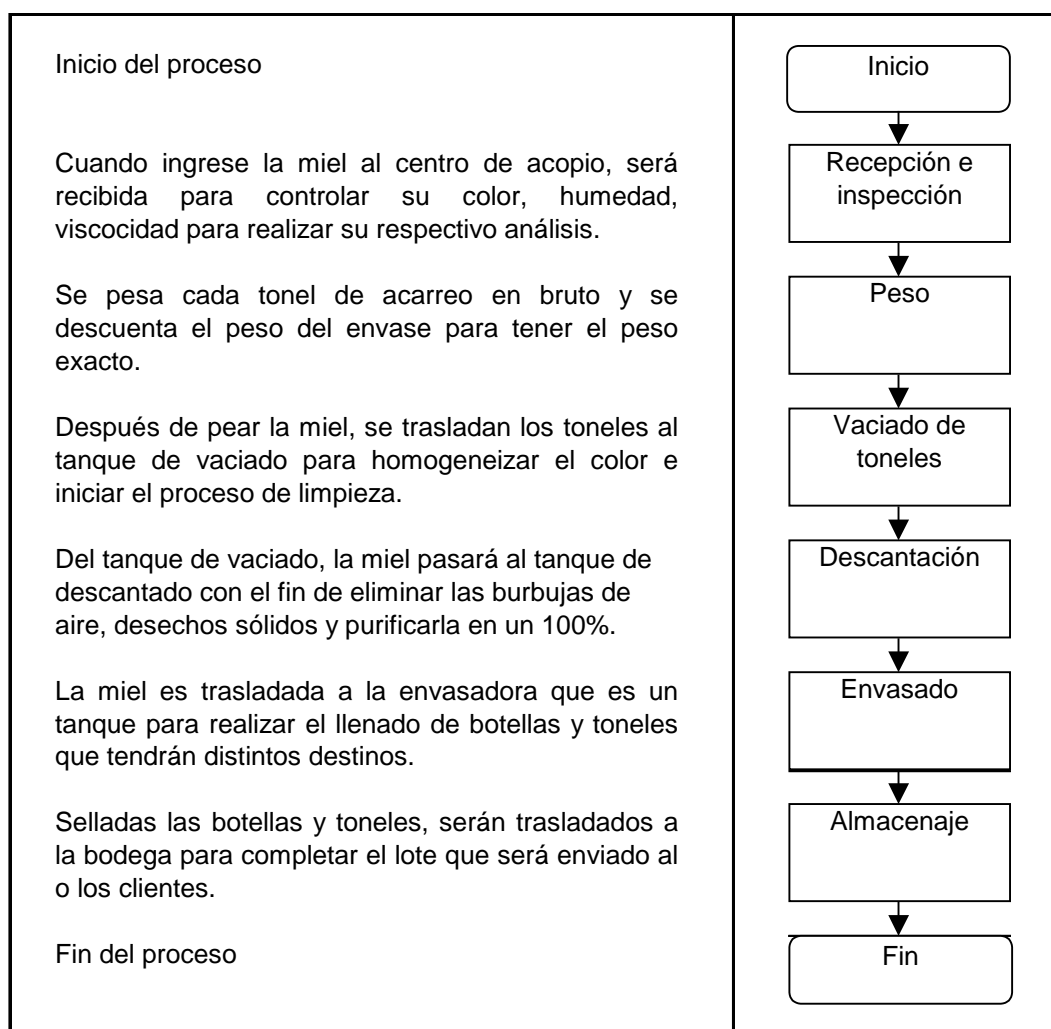 Inicio del proceso
Inicio
Cuando ingrese la miel al centro de acopio, será
recibida para controlar su color, humedad,
viscocidad para realizar su respectivo análisis.
Recepción e
inspección
Se pesa cada tonel de acarreo en bruto y se
descuenta el peso del envase para tener el peso
exacto.
Peso
Después de pear la miel, se trasladan los toneles al
tanque de vaciado para homogeneizar el color e
iniciar el proceso de limpieza.
Vaciado de
toneles
Del tanque de vaciado, la miel pasará al tanque de
descantado con el fin de eliminar las burbujas de
aire, desechos sólidos y purificarla en un 100%.
Descantación
La miel es trasladada a la envasadora que es un
tanque para realizar el llenado de botellas y toneles
que tendrán distintos destinos.
Envasado
Selladas las botellas y toneles, serán trasladados a
la bodega para completar el lote que será enviado al
o los clientes.
Almacenaje
Fin del proceso
Fin